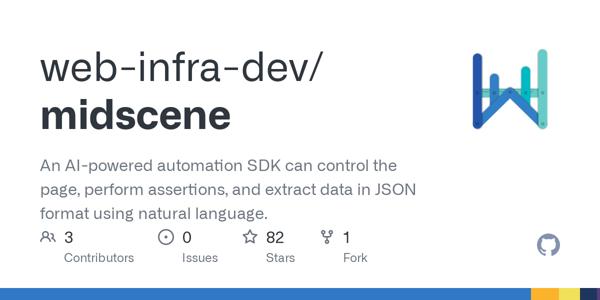 web-infra-dev/
midscene
An AI-powered automation SDK can control the
page, perform assertions, and extract data in JSON
format using natural language.
3 0 82 1
Contributors Issues Stars Fork